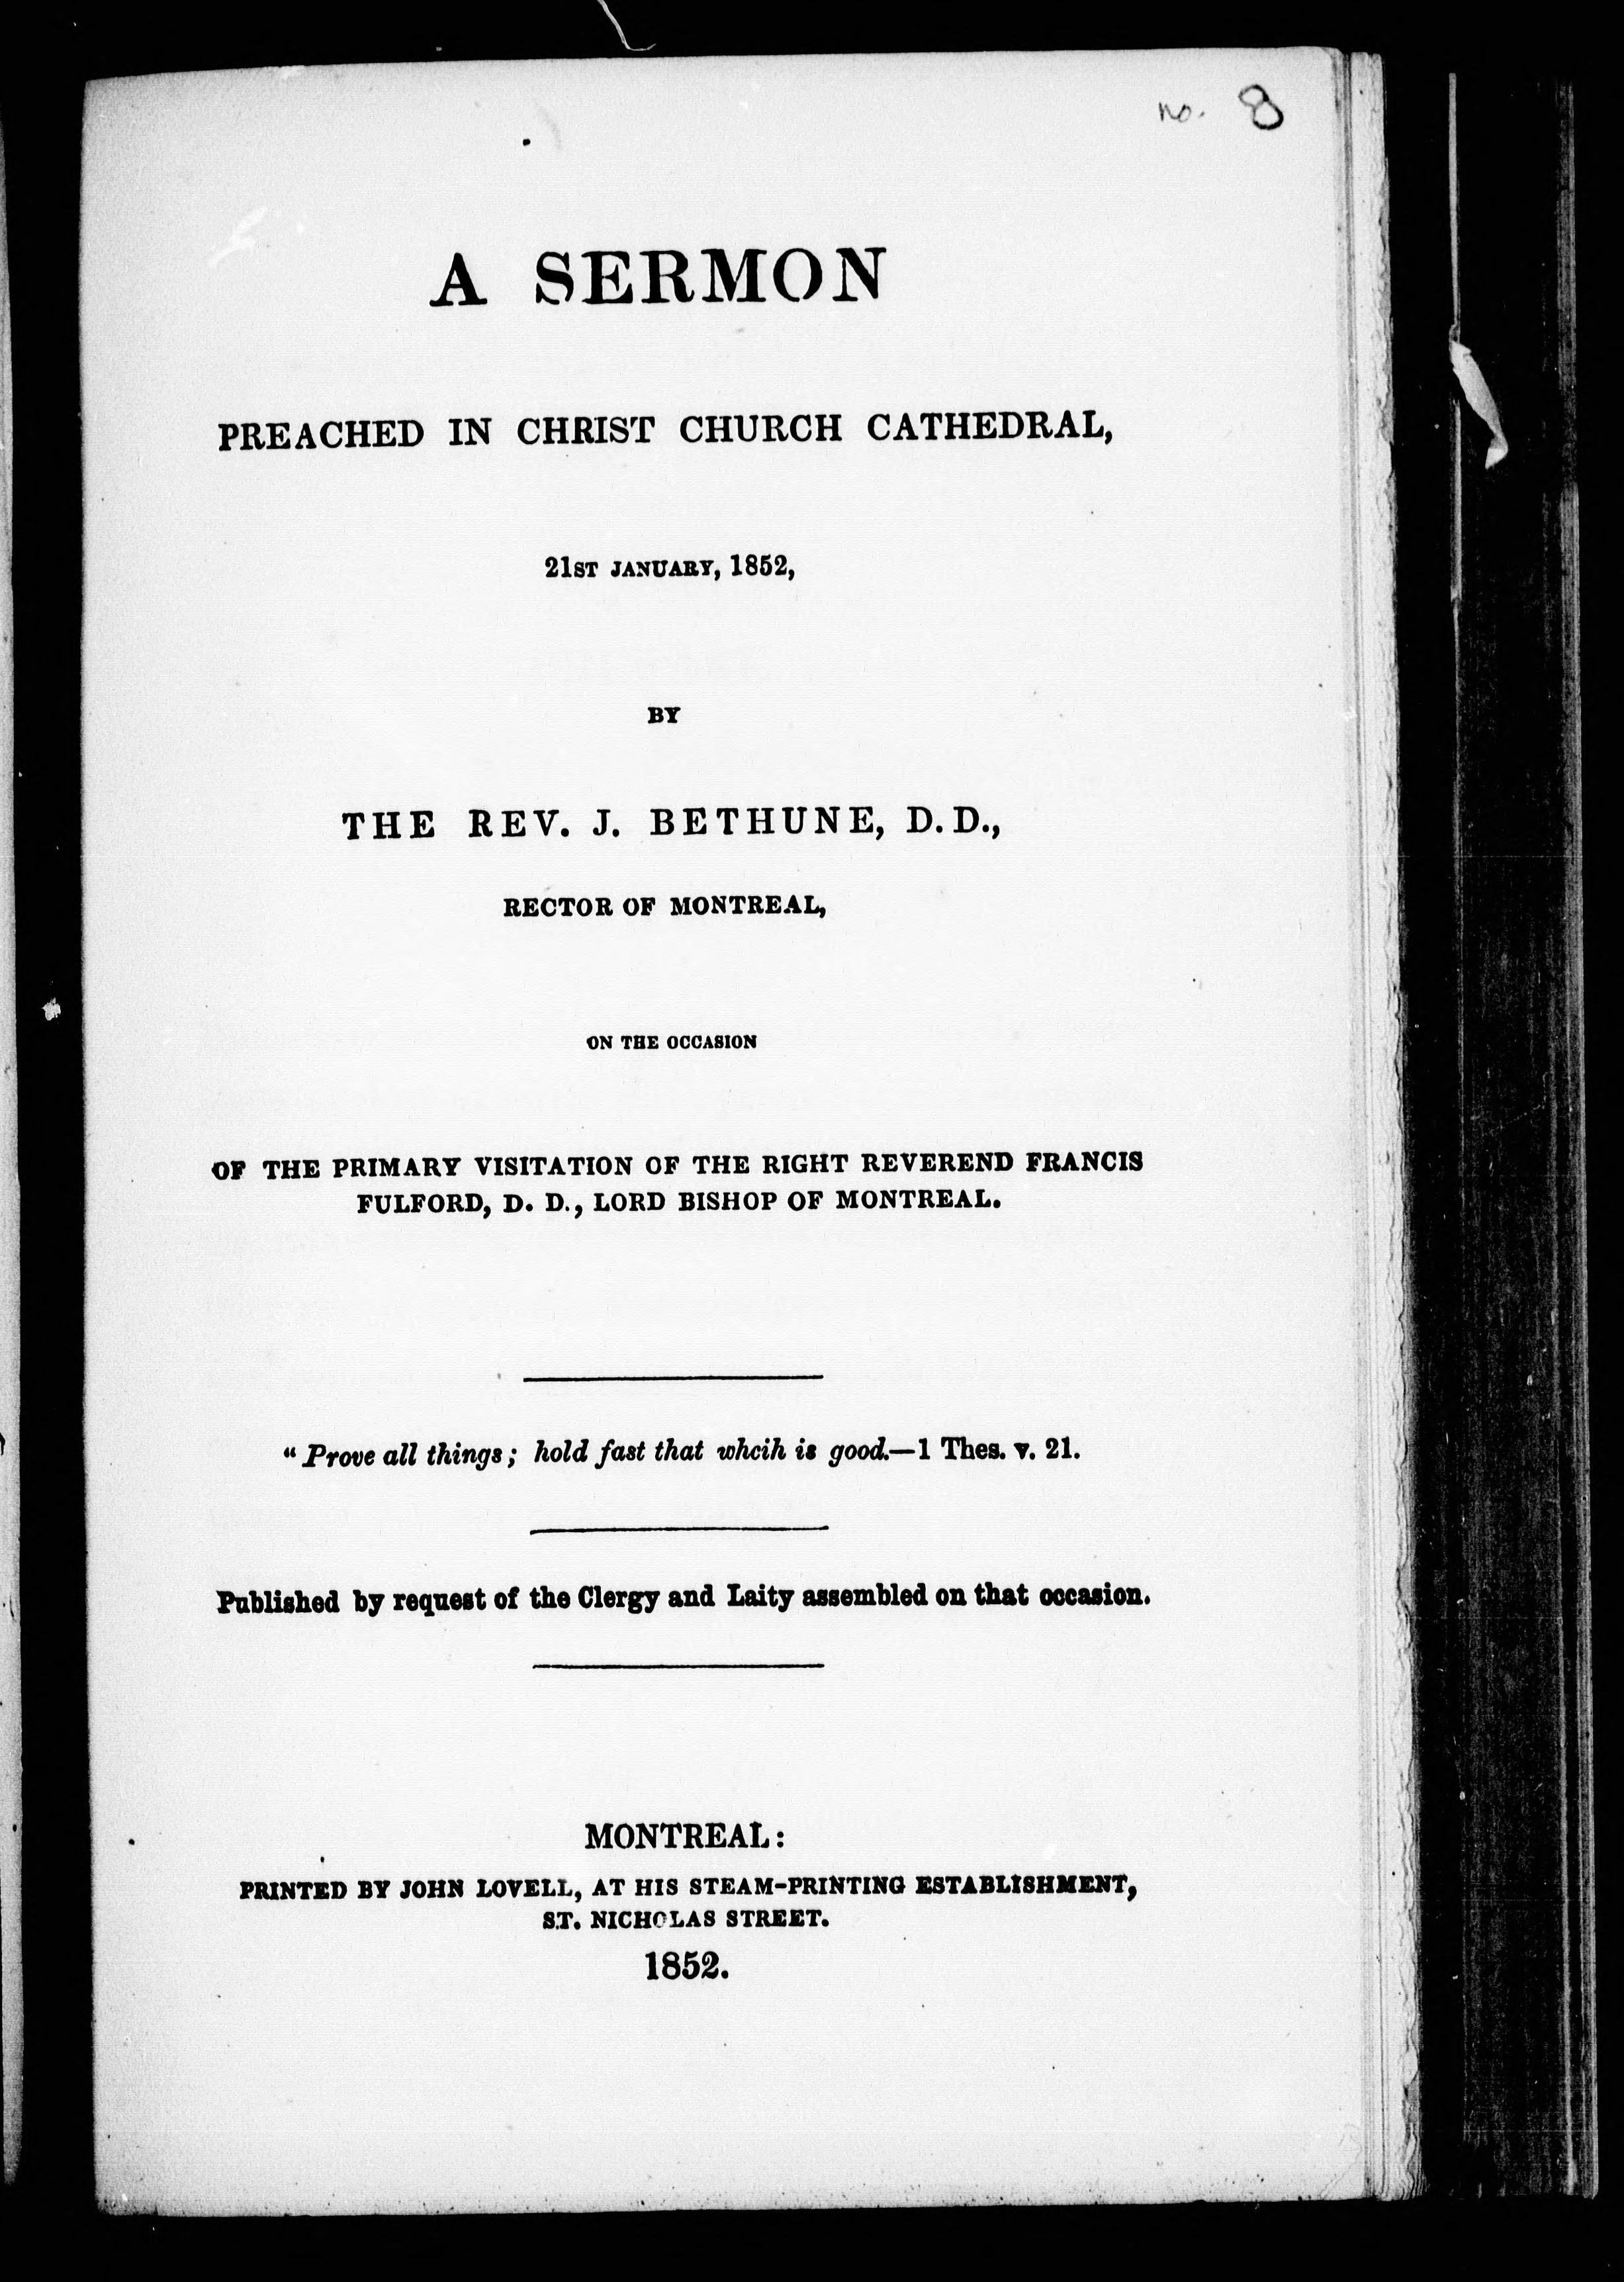 no. 8
A SERMON
PREACHED IN CHRIST CHURCH CATHEDRAL,
21ST JANUARY, 1852,
BY
THE REV. J. BETHUNE, D.D.,
RECTOR OF MONTREAL,
ON THE OCCASION
OF THE PRIMARY VISITATION OF THE RIGHT REVEREND FRANCIS
FULFORD, D. D., LORD BISHOP OF MONTREAL.
“ Prove all things; hold fast that whcih is good.—1 Thes. v. 21.
Published by request of the Clergy and Laity assembled on that occasion.
MONTREAL:
PRINTED BY JOHN LOVELL, AT HIS STEAM-PRINTING ESTABLISHMENT,
ST. NICHOLAS STREET.
1852.